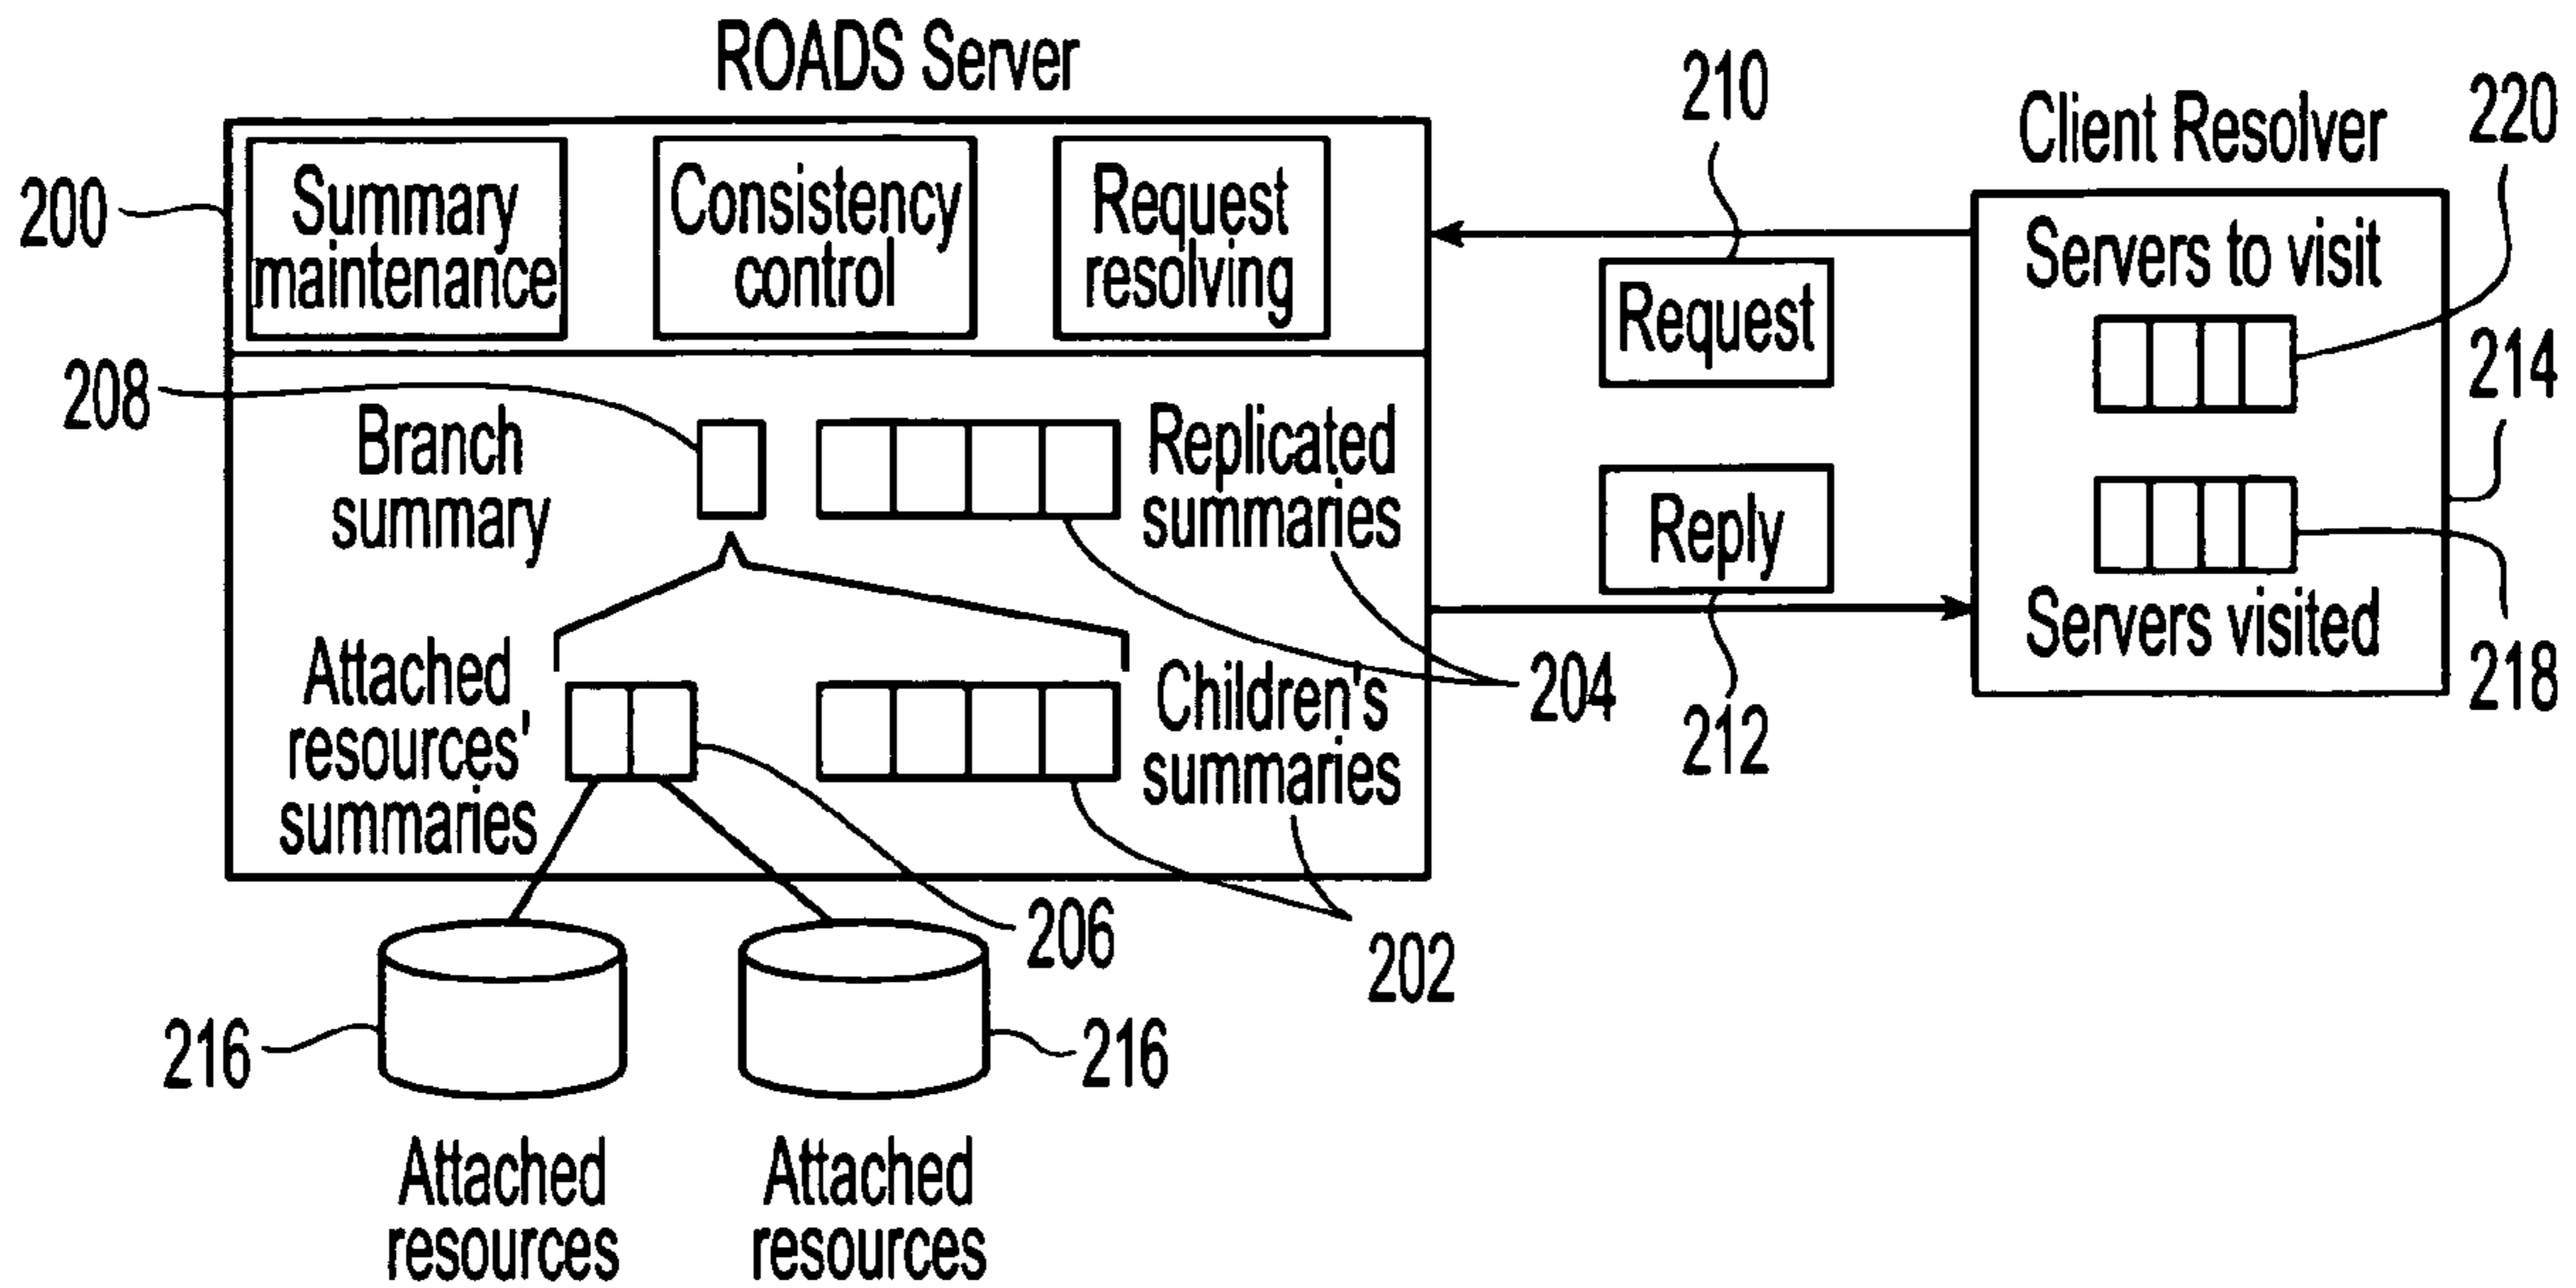 ROADS Server
200
Summary
maintenance
Consistency
control
Request
resolving
208
Branch
summary
Replicated
summaries
Attached
resources'
summaries
Children's
summaries
204
206
202
216
216
Attached
resources
Attached
resources
210
Request
Reply
212
Client Resolver
220
Servers to visit
214
Servers visited
218